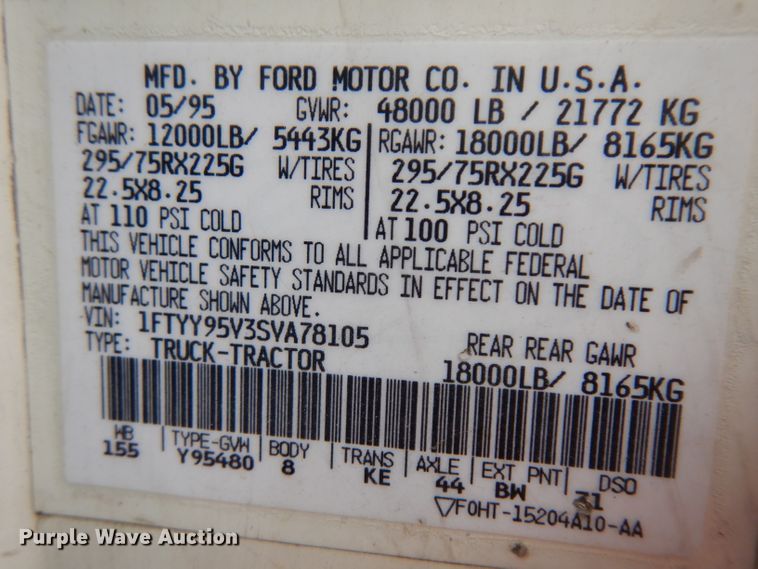 MFD. BY FORD MOTOR CO. IN U.S.A.
DATE: 05/95 GVWR: 48000 LB / 21772 KG
FGAWR: 12000LB/ 5443KG RGAWR: 18000LB/ 8165KG
295/75RX225G W/TIRES 295/75RX225G W/TIRES
22.5X8.25 RIMS 22.5X8.25 RIMS
AT 110 PSI COLD AT 100 PSI COLD
THIS VEHICLE CONFORMS TO ALL APPLICABLE FEDERAL
MOTOR VEHICLE SAFETY STANDARDS IN EFFECT ON THE DATE OF
MANUFACTURE SHOWN ABOVE.
VIN: 1FTYY95V3SVA78105 REAR REAR GAWR
TYPE: TRUCK-TRACTOR 18000LB/ 8165KG
WB TYPE-GVW BODY TRANS AXLE EXT PNT DSO
155 Y95480 8 KE 44 BW 71
F0HT-15204A10-AA
Purple Wave Auction